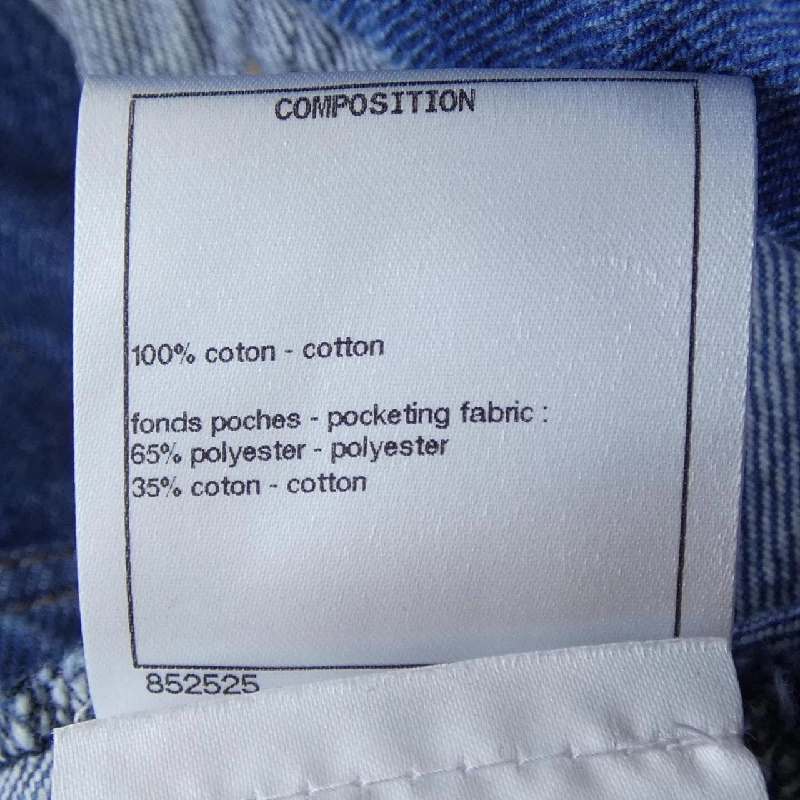 COMPOSITION
100% coton - cotton
fonds poches - pocketing fabric :
65% polyester - polyester
35% coton - cotton
852525